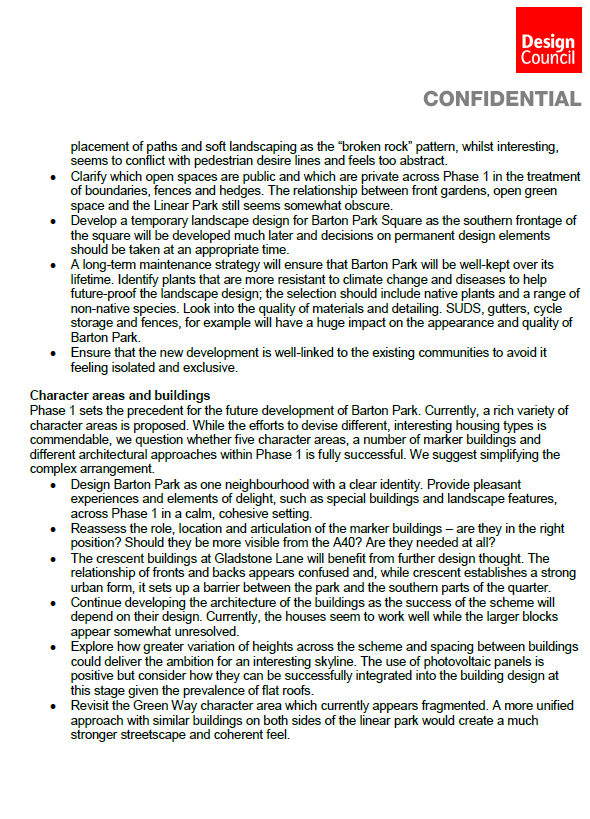 Design
Council
CONFIDENTIAL
placement of paths and soft landscaping as the “broken rock” pattern, whilst interesting,
seems to conflict with pedestrian desire lines and feels too abstract.
• Clarify which open spaces are public and which are private across Phase 1 in the treatment
of boundaries, fences and hedges. The relationship between front gardens, open green
space and the Linear Park still seems somewhat obscure.
• Develop a temporary landscape design for Barton Park Square as the southern frontage of
the square will be developed much later and decisions on permanent design elements
should be taken at an appropriate time.
• A long-term maintenance strategy will ensure that Barton Park will be well-kept over its
lifetime. Identify plants that are more resistant to climate change and diseases to help
future-proof the landscape design; the selection should include native plants and a range of
non-native species. Look into the quality of materials and detailing. SUDS, gutters, cycle
storage and fences, for example will have a huge impact on the appearance and quality of
Barton Park.
• Ensure that the new development is well-linked to the existing communities to avoid it
feeling isolated and exclusive.
Character areas and buildings
Phase 1 sets the precedent for the future development of Barton Park. Currently, a rich variety of
character areas is proposed. While the efforts to devise different, interesting housing types is
commendable, we question whether five character areas, a number of marker buildings and
different architectural approaches within Phase 1 is fully successful. We suggest simplifying the
complex arrangement.
• Design Barton Park as one neighbourhood with a clear identity. Provide pleasant
experiences and elements of delight, such as special buildings and landscape features,
across Phase 1 in a calm, cohesive setting.
• Reassess the role, location and articulation of the marker buildings – are they in the right
position? Should they be more visible from the A40? Are they needed at all?
• The crescent buildings at Gladstone Lane will benefit from further design thought. The
relationship of fronts and backs appears confused and, while crescent establishes a strong
urban form, it sets up a barrier between the park and the southern parts of the quarter.
• Continue developing the architecture of the buildings as the success of the scheme will
depend on their design. Currently, the houses seem to work well while the larger blocks
appear somewhat unresolved.
• Explore how greater variation of heights across the scheme and spacing between buildings
could deliver the ambition for an interesting skyline. The use of photovoltaic panels is
positive but consider how they can be successfully integrated into the building design at
this stage given the prevalence of flat roofs.
• Revisit the Green Way character area which currently appears fragmented. A more unified
approach with similar buildings on both sides of the linear park would create a much
stronger streetscape and coherent feel.